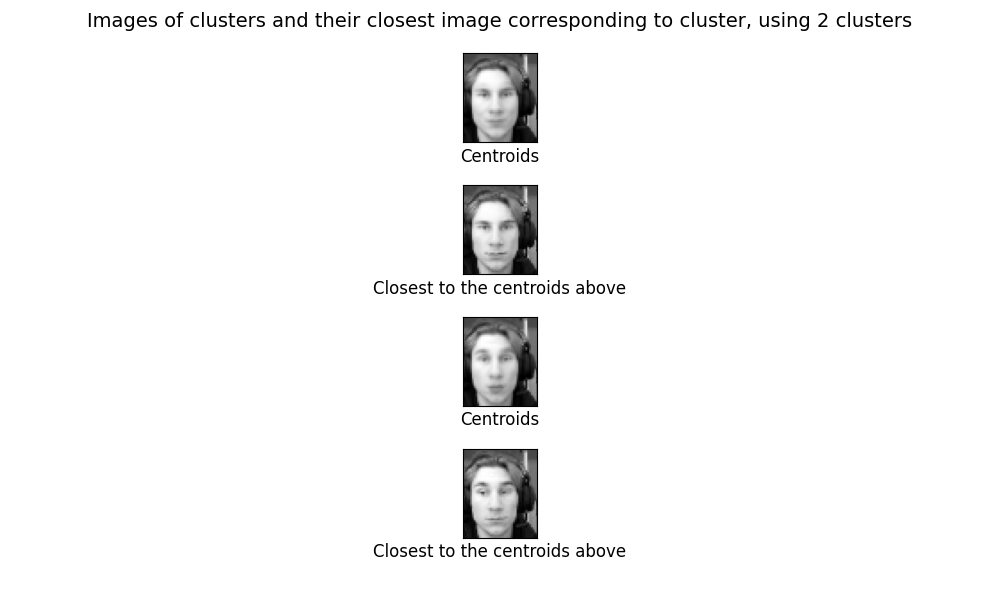 Images of clusters and their closest image corresponding to cluster, using 2 clusters
Centroids
Closest to the centroids above
Centroids
Closest to the centroids above